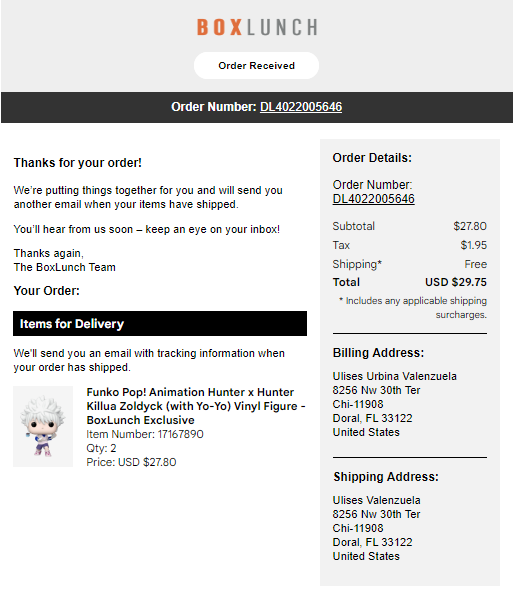 BOXLUNCH
Order Received
Order Number: DL4022005646
Thanks for your order!
We're putting things together for you and will send you
another email when your items have shipped.
You'll hear from us soon – keep an eye on your inbox!
Thanks again,
The BoxLunch Team
Your Order:
Items for Delivery
We'll send you an email with tracking information when
your order has shipped.
Funko Pop! Animation Hunter x Hunter
Killua Zoldyck (with Yo-Yo) Vinyl Figure -
BoxLunch Exclusive
Item Number: 17167890
Qty: 2
Price: USD $27.80
Order Details:
Order Number:
DL4022005646
Subtotal $27.80
Tax $1.95
Shipping* Free
Total USD $29.75
* Includes any applicable shipping
surcharges.
Billing Address:
Ulises Urbina Valenzuela
8256 Nw 30th Ter
Chi-11908
Doral, FL 33122
United States
Shipping Address:
Ulises Valenzuela
8256 Nw 30th Ter
Chi-11908
Doral, FL 33122
United States